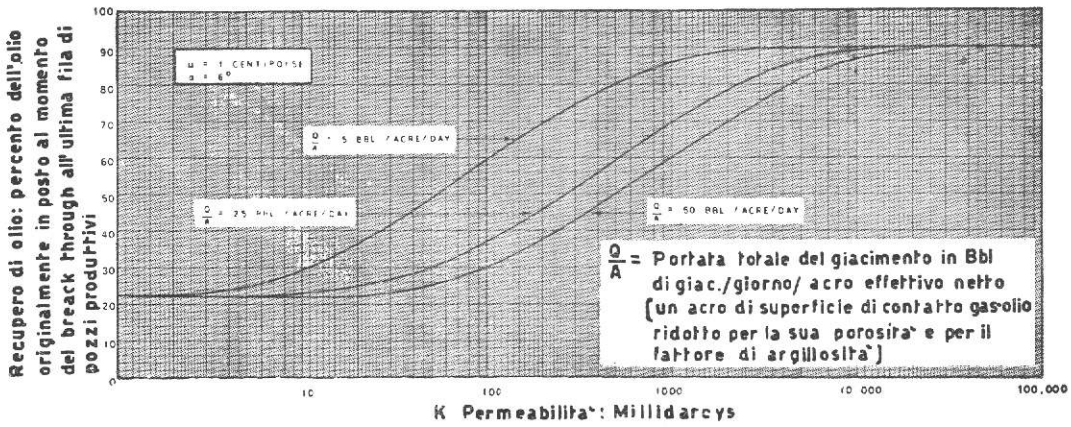 Recupero di olio: percento dell'olio
originalmente in posto al momento
del breack through all'ultima fila di
pozzi produttivi
100
90
80
70
60
50
40
30
20
10
0
μ = 1 CENTIPOISE
α = 6°
Q/A = 5 BBL /ACRE/DAY
Q/A = 25 BBL /ACRE/DAY
Q/A = 50 BBL /ACRE/DAY
Q/A = Portata totale del giacimento in Bbl
di giac./giorno/ acro effettivo netto
(un acro di superficie di contatto gas-olio
ridotto per la sua porosita` e per il
fattore di argillosita`)
10
100
1000
10 000
100,000
K Permeabilita`: Millidarcys